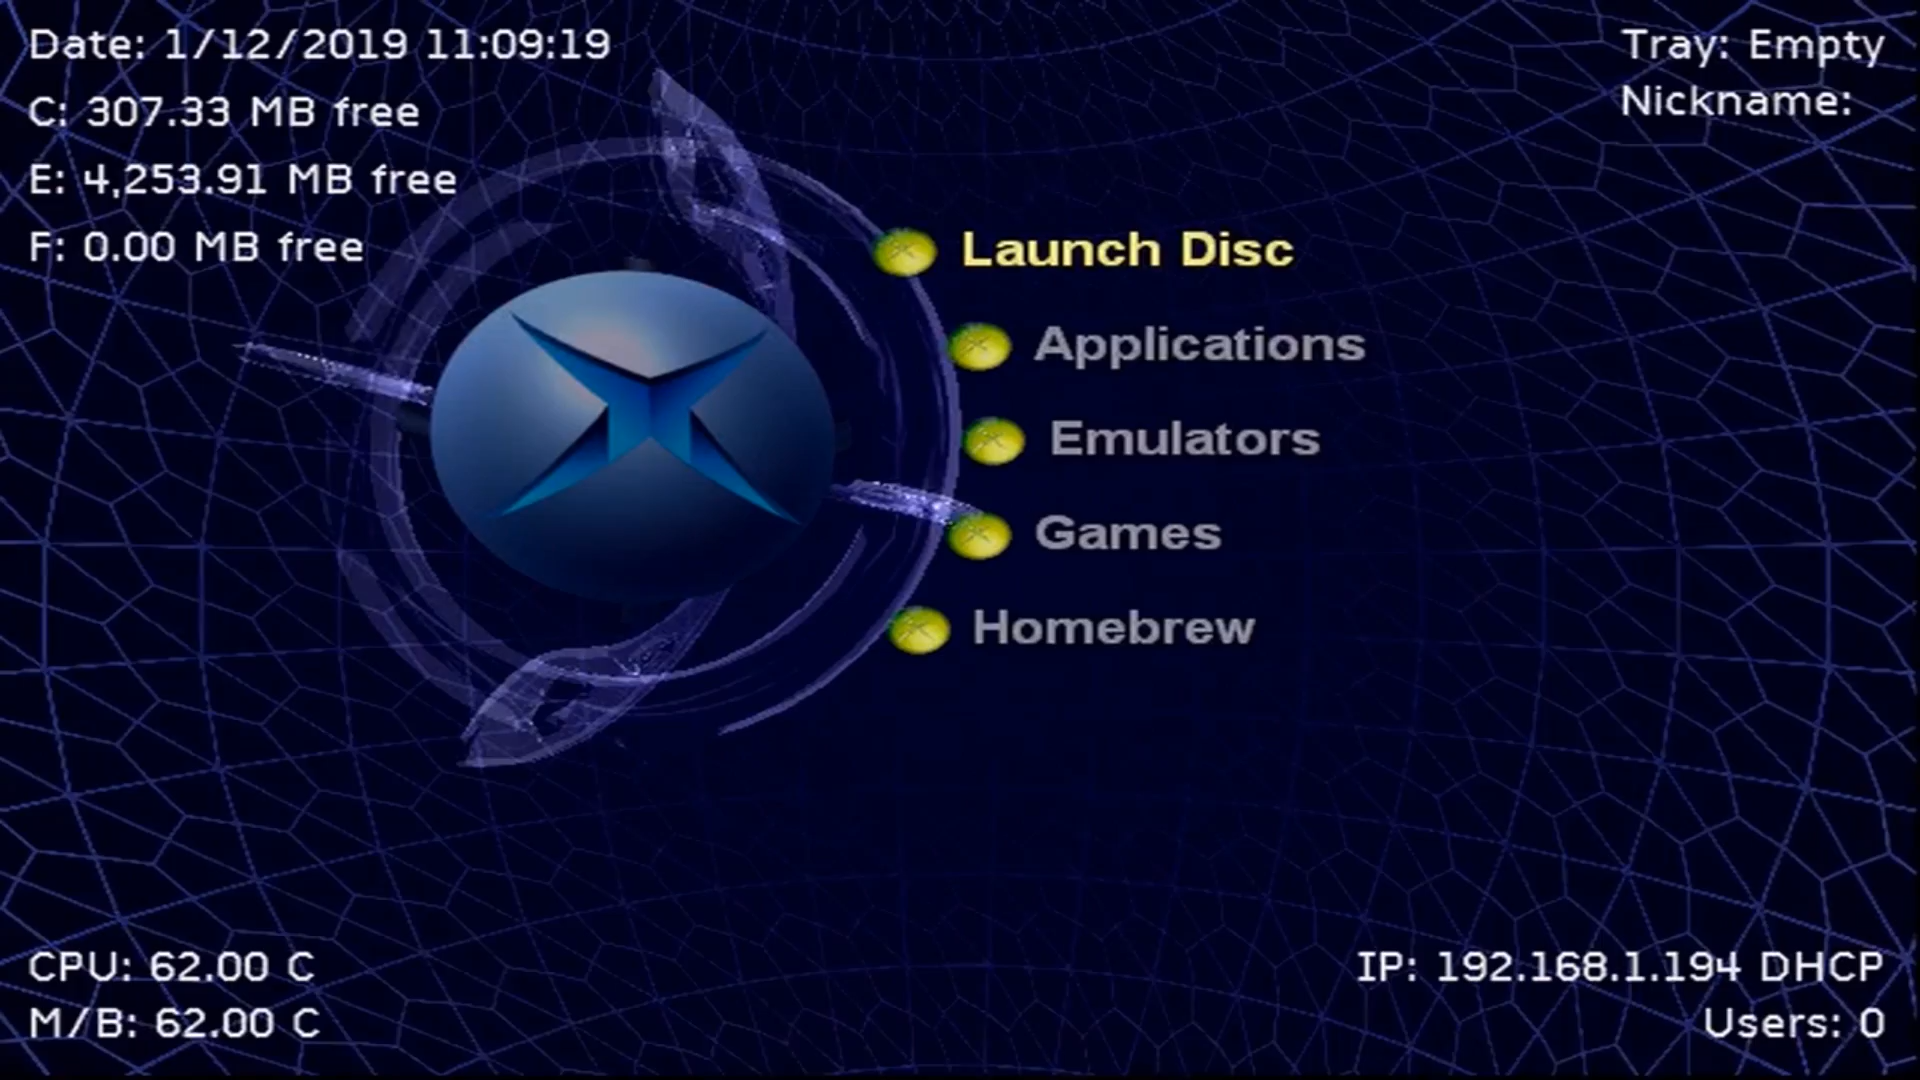 Date: 1/12/2019 11:09:19
C: 307.33 MB free
E: 4,253.91 MB free
F: 0.00 MB free
Tray: Empty
Nickname:
Launch Disc
Applications
Emulators
Games
Homebrew
CPU: 62.00 C
M/B: 62.00 C
IP: 192.168.1.194 DHCP
Users: 0